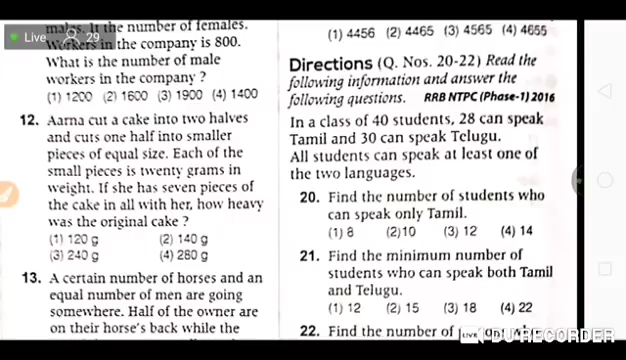 males. It the number of females.
Workers in the company is 800.
What is the number of male
workers in the company ?
(1) 1200 (2) 1600 (3) 1900 (4) 1400
12. Aarna cut a cake into two halves
and cuts one half into smaller
pieces of equal size. Each of the
small pieces is twenty grams in
weight. If she has seven pieces of
the cake in all with her, how heavy
was the original cake ?
(1) 120 g (2) 140 g
(3) 240 g (4) 280 g
13. A certain number of horses and an
equal number of men are going
somewhere. Half of the owner are
on their horse's back while the
Live 29
(1) 4456 (2) 4465 (3) 4565 (4) 4655
Directions (Q. Nos. 20-22) Read the
following information and answer the
following questions. RRB NTPC (Phase-1) 2016
In a class of 40 students, 28 can speak
Tamil and 30 can speak Telugu.
All students can speak at least one of
the two languages.
20. Find the number of students who
can speak only Tamil.
(1) 8 (2) 10 (3) 12 (4) 14
21. Find the minimum number of
students who can speak both Tamil
and Telugu.
(1) 12 (2) 15 (3) 18 (4) 22
22. Find the number of
LIVE DU RECORDER